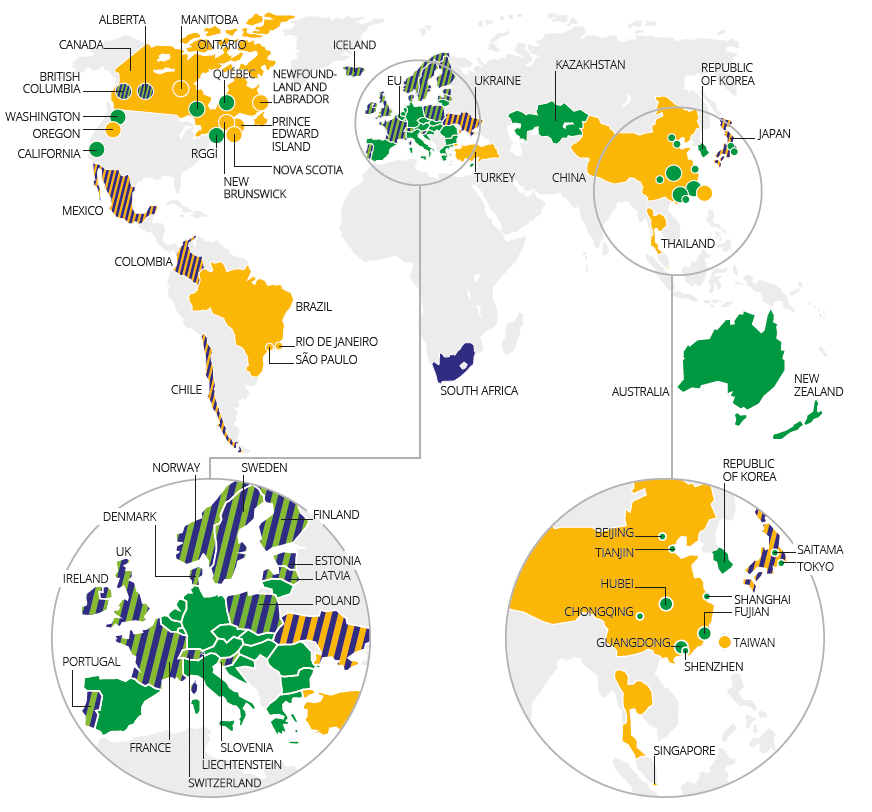 ALBERTA
MANITOBA
CANADA
ONTARIO
ICELAND
BRITISH
COLUMBIA
QUÉBEC
NEWFOUND-
LAND AND
LABRADOR
EU
UKRAINE
KAZAKHSTAN
REPUBLIC
OF KOREA
WASHINGTON
OREGON
PRINCE
EDWARD
ISLAND
JAPAN
CALIFORNIA
RGGI
NOVA SCOTIA
NEW
BRUNSWICK
TURKEY
CHINA
MEXICO
THAILAND
COLOMBIA
BRAZIL
RIO DE JANEIRO
SÃO PAULO
CHILE
SOUTH AFRICA
AUSTRALIA
NEW
ZEALAND
NORWAY
SWEDEN
DENMARK
FINLAND
UK
ESTONIA
IRELAND
LATVIA
POLAND
PORTUGAL
FRANCE
SLOVENIA
LIECHTENSTEIN
SWITZERLAND
REPUBLIC
OF KOREA
BEIJING
TIANJIN
SAITAMA
TOKYO
HUBEI
SHANGHAI
CHONGQING
FUJIAN
GUANGDONG
TAIWAN
SHENZHEN
SINGAPORE